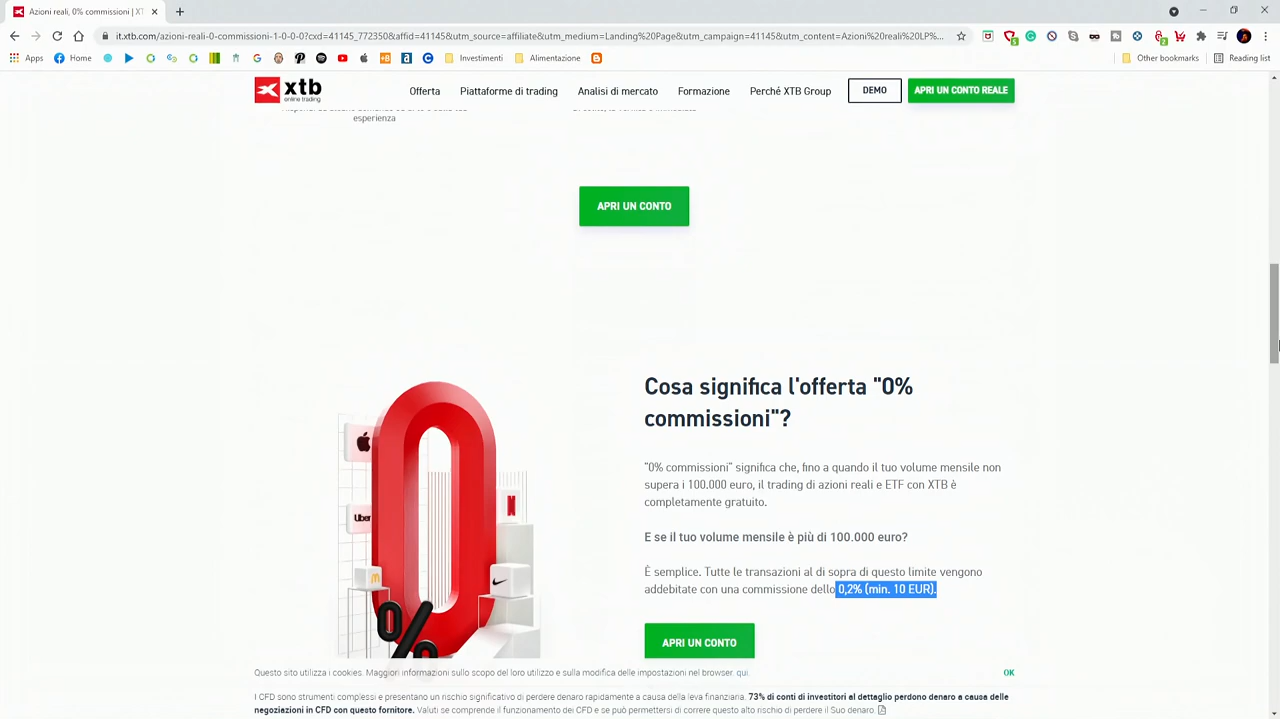 Azioni reali, 0% commissioni | XT
it.xtb.com/azioni-reali-0-commissioni-1-0-0-0?cxd=41145_772350&affid=41145&utm_source=affiliate&utm_medium=Landing%20Page&utm_campaign=41145&utm_content=Azioni%20reali%20LP%...
Apps Home Investimenti Alimentazione Other bookmarks Reading list
xtb
online trading
Offerta Piattaforme di trading Analisi di mercato Formazione Perché XTB Group DEMO APRI UN CONTO REALE
esperienza
APRI UN CONTO
Cosa significa l'offerta "0%
commissioni"?
"0% commissioni" significa che, fino a quando il tuo volume mensile non
supera i 100.000 euro, il trading di azioni reali e ETF con XTB è
completamente gratuito.
E se il tuo volume mensile è più di 100.000 euro?
È semplice. Tutte le transazioni al di sopra di questo limite vengono
addebitate con una commissione dello 0,2% (min. 10 EUR).
APRI UN CONTO
Uber
0%
Questo sito utilizza i cookies. Maggiori informazioni sullo scopo del loro utilizzo e sulla modifica delle impostazioni nel browser. qui.
OK
I CFD sono strumenti complessi e presentano un rischio significativo di perdere denaro rapidamente a causa della leva finanziaria. 73% di conti di investitori al dettaglio perdono denaro a causa delle
negoziazioni in CFD con questo fornitore. Valuti se comprende il funzionamento dei CFD e se può permettersi di correre questo alto rischio di perdere il Suo denaro.